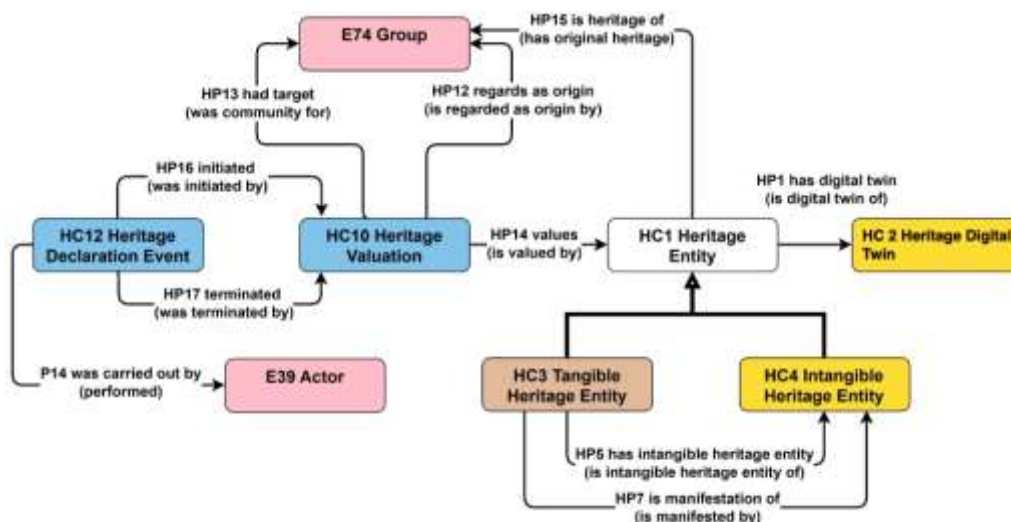 HP15 is heritage of
(has original heritage)
E74 Group
HP13 had target
(was community for)
HP12 regards as origin
(is regarded as origin by)
HP16 initiated
(was initiated by)
HP1 has digital twin
(is digital twin of)
HC12 Heritage
Declaration Event
HC10 Heritage
Valuation
HP14 values
(is valued by)
HC1 Heritage
Entity
HC 2 Heritage Digital
Twin
HP17 terminated
(was terminated by)
P14 was carried out by
(performed)
E39 Actor
HC3 Tangible
Heritage Entity
HC4 Intangible
Heritage Entity
HP5 has intangible heritage entity
(is intangible heritage entity of)
HP7 is manifestation of
(is manifested by)